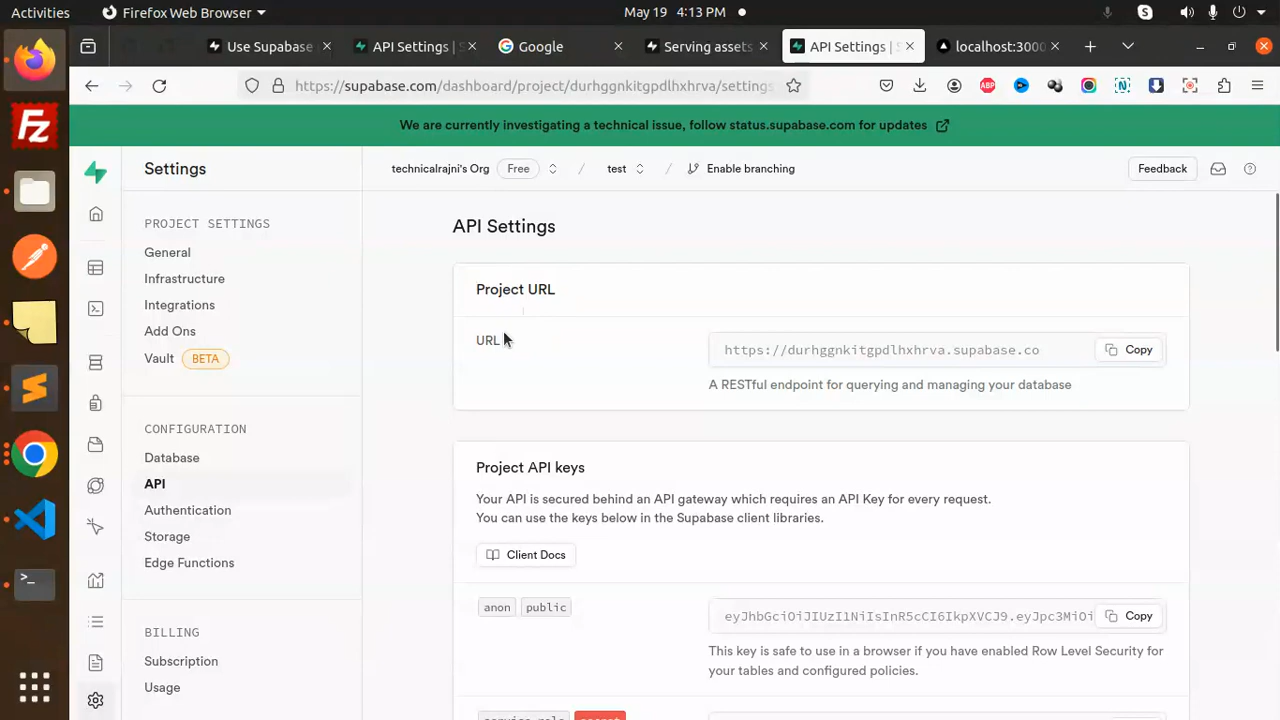 Activities
Firefox Web Browser
May 19 4:13 PM
Use Supabase
API Settings | S
Google
Serving assets
API Settings | S
localhost:3000
https://supabase.com/dashboard/project/durhggnkitgpdlhxhrva/settings
We are currently investigating a technical issue, follow status.supabase.com for updates
Settings
technicalrajni's Org
Free
/
test
/
Enable branching
Feedback
PROJECT SETTINGS
General
Infrastructure
Integrations
Add Ons
Vault
BETA
CONFIGURATION
Database
API
Authentication
Storage
Edge Functions
BILLING
Subscription
Usage
API Settings
Project URL
URL
https://durhggnkitgpdlhxhrva.supabase.co
Copy
A RESTful endpoint for querying and managing your database
Project API keys
Your API is secured behind an API gateway which requires an API Key for every request.
You can use the keys below in the Supabase client libraries.
Client Docs
anon public
eyJhbGciOiJIUzI1NiIsInR5cCI6IkpXVCJ9.eyJpc3MiOi
Copy
This key is safe to use in a browser if you have enabled Row Level Security for
your tables and configured policies.